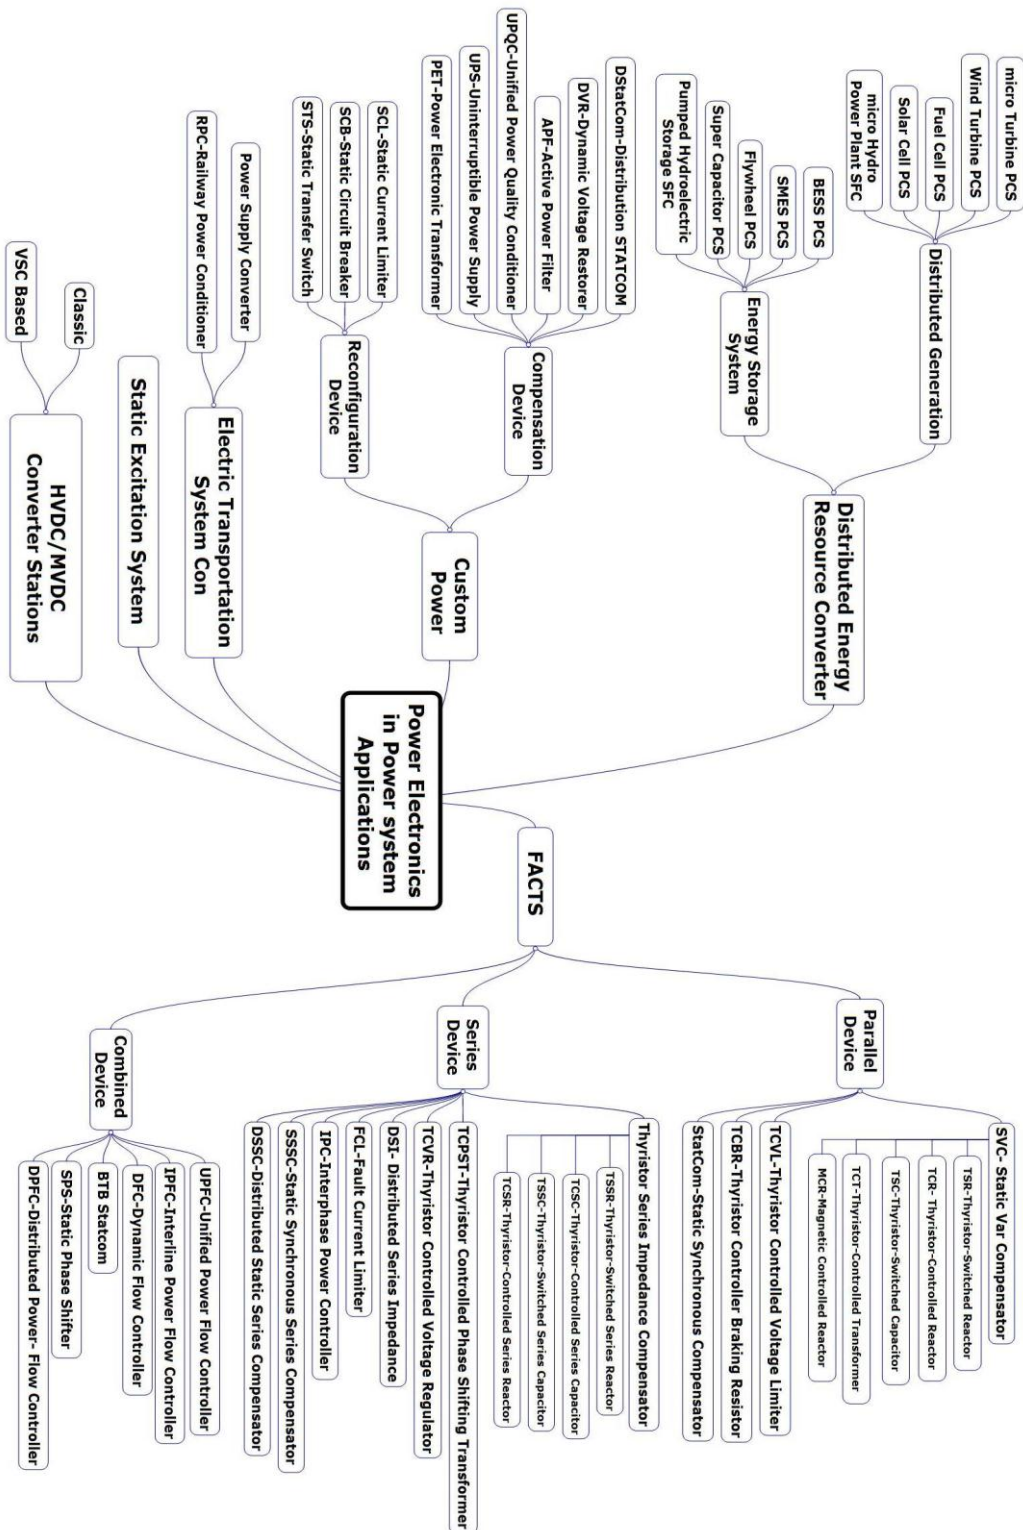 Power Electronics
in Power system
Applications
Distributed Energy
Resource Converter
Distributed Generation
micro Turbine PCS
Wind Turbine PCS
Fuel Cell PCS
Solar Cell PCS
micro Hydro
Power Plant SFC
Energy Storage
System
BESS PCS
SMES PCS
Flywheel PCS
Super Capacitor PCS
Pumped Hydroelectric
Storage SFC
Custom
Power
Compensation
Device
DStatCom-Distribution STATCOM
DVR-Dynamic Voltage Restorer
APF-Active Power Filter
UPQC-Unified Power Quality Conditioner
UPS-Uninterruptible Power Supply
PET-Power Electronic Transformer
Reconfiguration
Device
SCL-Static Current Limiter
SCB-Static Circuit Breaker
STS-Static Transfer Switch
Electric Transportation
System Con
Power Supply Converter
RPC-Railway Power Conditioner
Static Excitation System
HVDC/MVDC
Converter Stations
Classic
VSC Based
FACTS
Parallel
Device
SVC- Static Var Compensator
TSR-Thyristor-Switched Reactor
TCR- Thyristor-Controlled Reactor
TSC-Thyristor-Switched Capacitor
TCT-Thyristor-Controlled Transformer
MCR-Magnetic Controlled Reactor
TCVL-Thyristor Controlled Voltage Limiter
TCBR-Thyristor Controller Braking Resistor
StatCom-Static Synchronous Compensator
Series
Device
Thyristor Series Impedance Compensator
TSSR-Thyristor-Switched Series Reactor
TCSC-Thyristor-Controlled Series Capacitor
TSSC-Thyristor-Switched Series Capacitor
TCSR-Thyristor-Controlled Series Reactor
TCPST-Thyristor Controlled Phase Shifting Transformer
TCVR-Thyristor Controlled Voltage Regulator
DSI- Distributed Series Impedance
FCL-Fault Current Limiter
IPC-Interphase Power Controller
SSSC-Static Synchronous Series Compensator
DSSC-Distributed Static Series Compensator
Combined
Device
UPFC-Unified Power Flow Controller
IPFC-Interline Power Flow Controller
DFC-Dynamic Flow Controller
BTB Statcom
SPS-Static Phase Shifter
DPFC-Distributed Power- Flow Controller